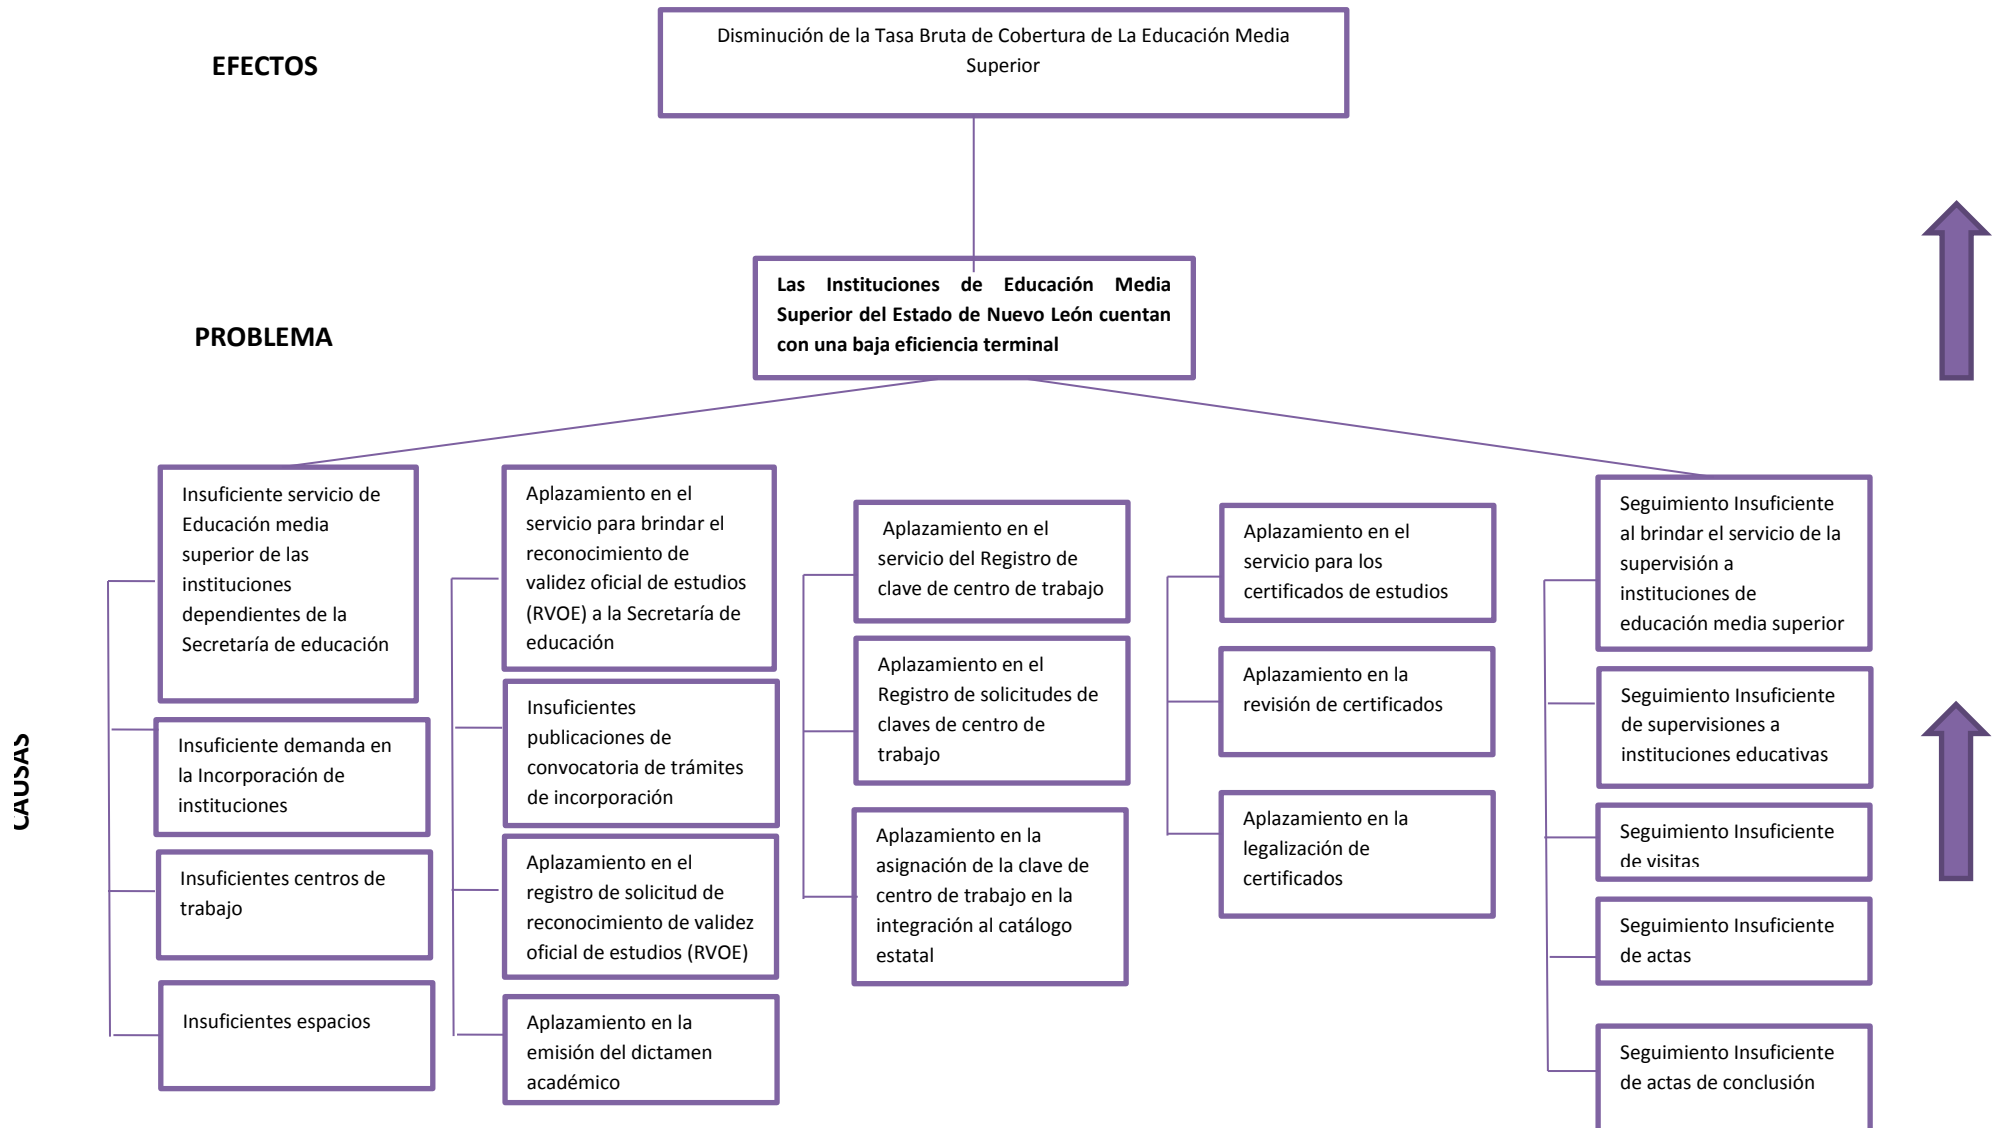 EFECTOS
Disminución de la Tasa Bruta de Cobertura de La Educación Media
Superior
PROBLEMA
Las Instituciones de Educación Media
Superior del Estado de Nuevo León cuentan
con una baja eficiencia terminal
CAUSAS
Insuficiente servicio de
Educación media
superior de las
instituciones
dependientes de la
Secretaría de educación
Insuficiente demanda en
la Incorporación de
instituciones
Insuficientes centros de
trabajo
Insuficientes espacios
Aplazamiento en el
servicio para brindar el
reconocimiento de
validez oficial de estudios
(RVOE) a la Secretaría de
educación
Insuficientes
publicaciones de
convocatoria de trámites
de incorporación
Aplazamiento en el
registro de solicitud de
reconocimiento de validez
oficial de estudios (RVOE)
Aplazamiento en la
emisión del dictamen
académico
Aplazamiento en el
servicio del Registro de
clave de centro de trabajo
Aplazamiento en el
Registro de solicitudes de
claves de centro de
trabajo
Aplazamiento en la
asignación de la clave de
centro de trabajo en la
integración al catálogo
estatal
Aplazamiento en el
servicio para los
certificados de estudios
Aplazamiento en la
revisión de certificados
Aplazamiento en la
legalización de
certificados
Seguimiento Insuficiente
al brindar el servicio de la
supervisión a
instituciones de
educación media superior
Seguimiento Insuficiente
de supervisiones a
instituciones educativas
Seguimiento Insuficiente
de visitas
Seguimiento Insuficiente
de actas
Seguimiento Insuficiente
de actas de conclusión